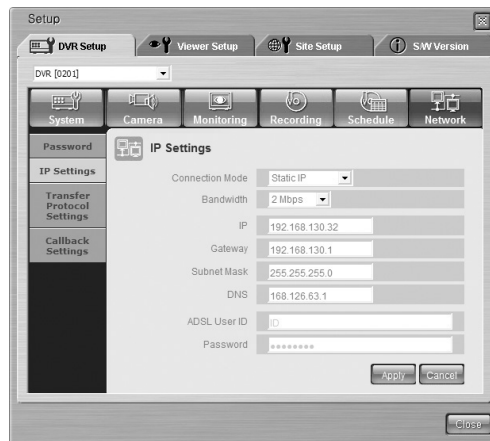 Setup
DVR Setup
Viewer Setup
Site Setup
S/W Version
DVR [0201]
System
Camera
Monitoring
Recording
Schedule
Network
Password
IP Settings
Transfer
Protocol
Settings
Callback
Settings
IP Settings
Connection Mode Static IP
Bandwidth 2 Mbps
IP 192.168.130.32
Gateway 192.168.130.1
Subnet Mask 255.255.255.0
DNS 168.126.63.1
ADSL User ID ID
Password ●●●●●●●●
Apply Cancel
Close